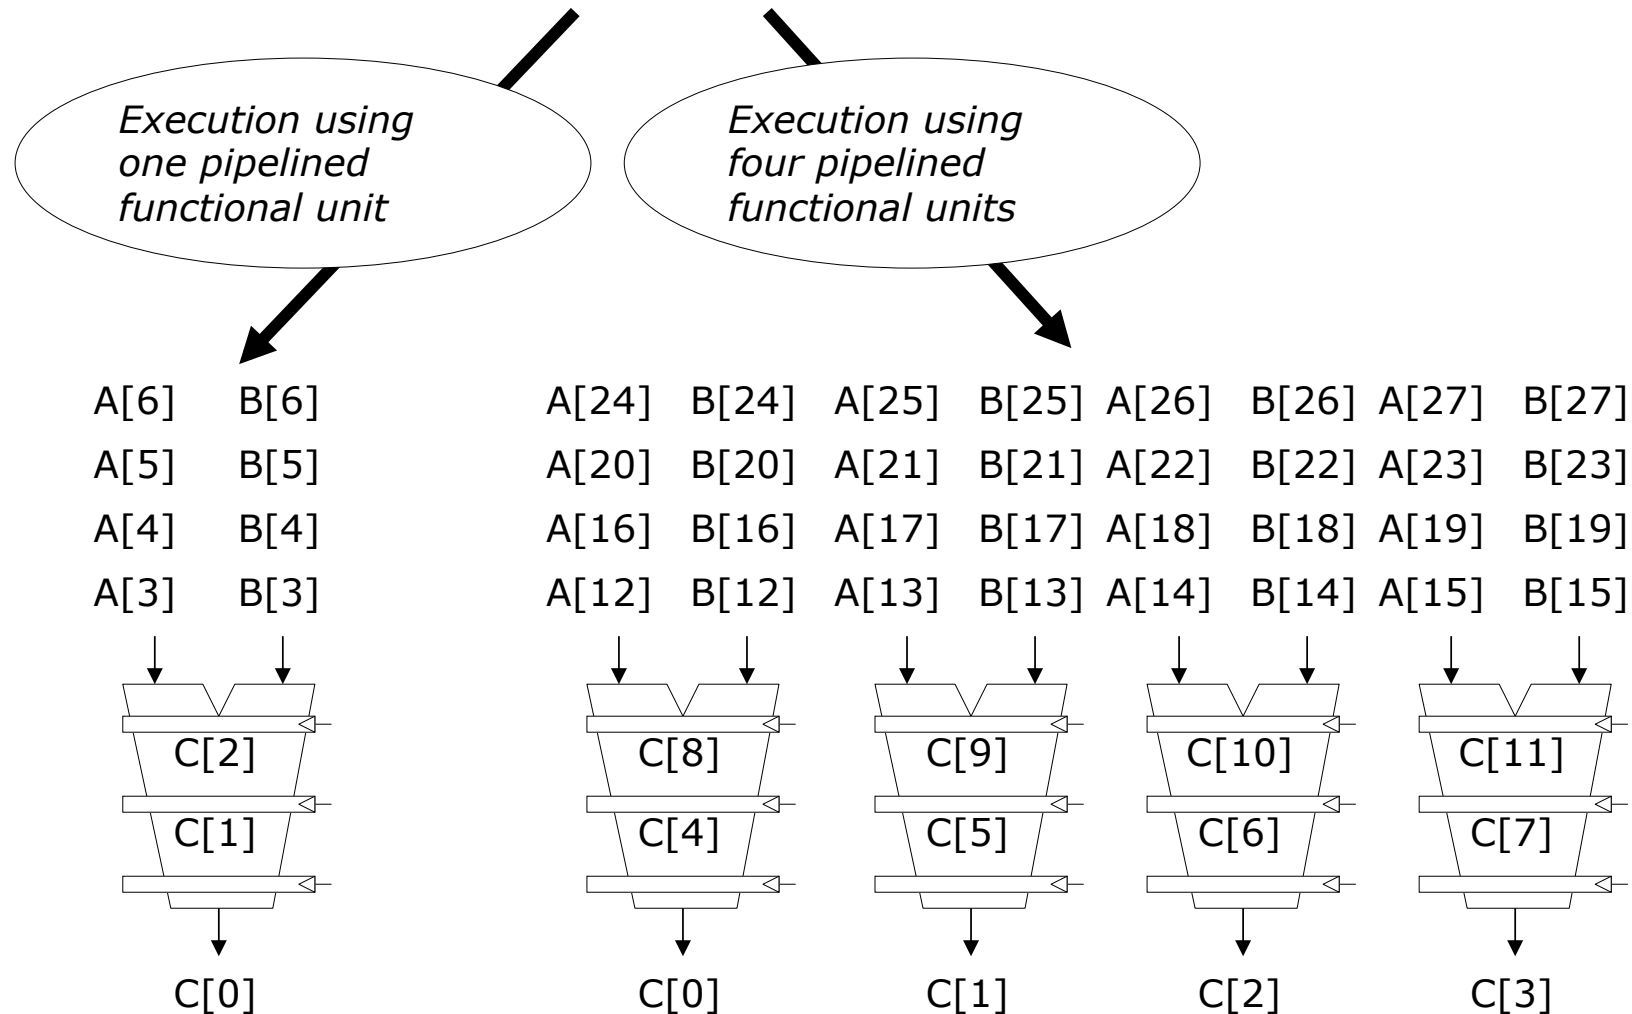 Execution using
one pipelined
functional unit
Execution using
four pipelined
functional units
A[6] B[6] A[24] B[24] A[25] B[25] A[26] B[26] A[27] B[27]
A[5] B[5] A[20] B[20] A[21] B[21] A[22] B[22] A[23] B[23]
A[4] B[4] A[16] B[16] A[17] B[17] A[18] B[18] A[19] B[19]
A[3] B[3] A[12] B[12] A[13] B[13] A[14] B[14] A[15] B[15]
C[2] C[8] C[9] C[10] C[11]
C[1] C[4] C[5] C[6] C[7]
C[0] C[0] C[1] C[2] C[3]